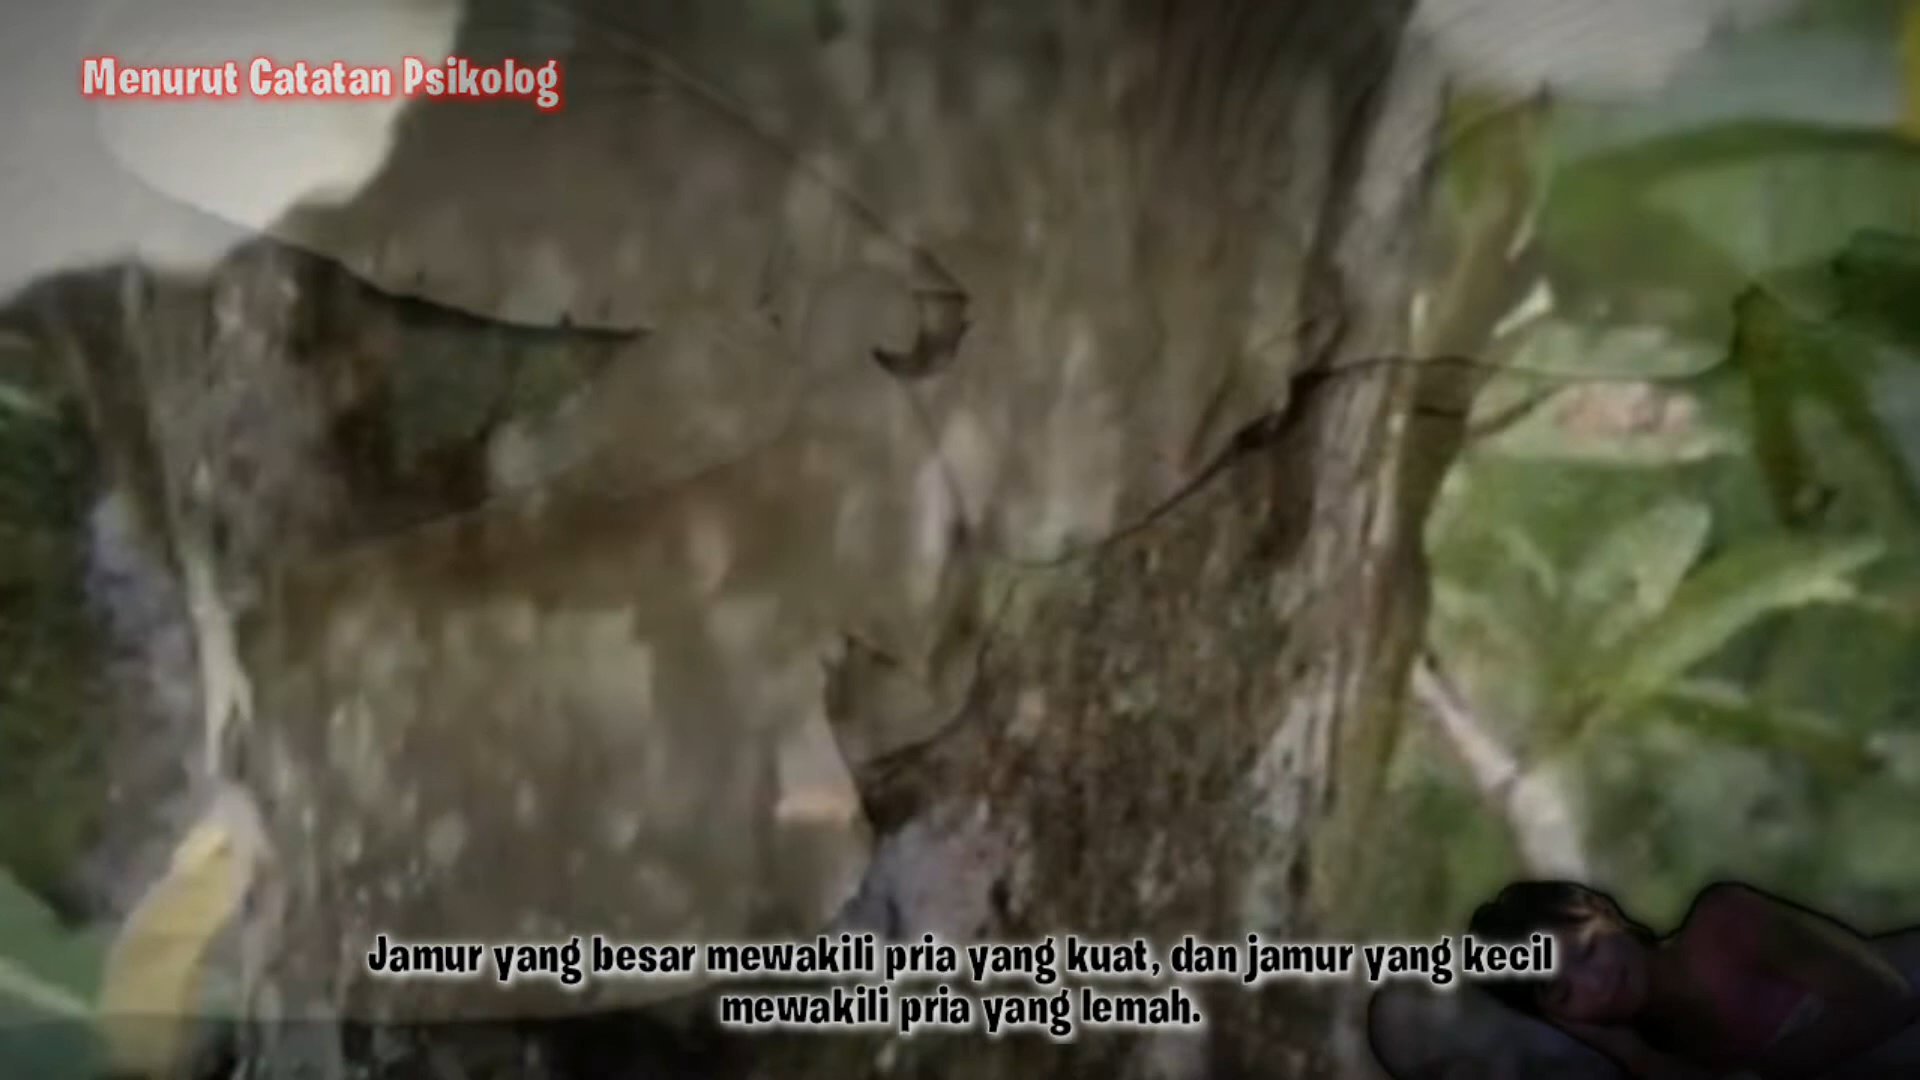 Menurut Catatan Psikolog
Jamur yang besar mewakili pria yang kuat, dan jamur yang kecil
mewakili pria yang lemah.